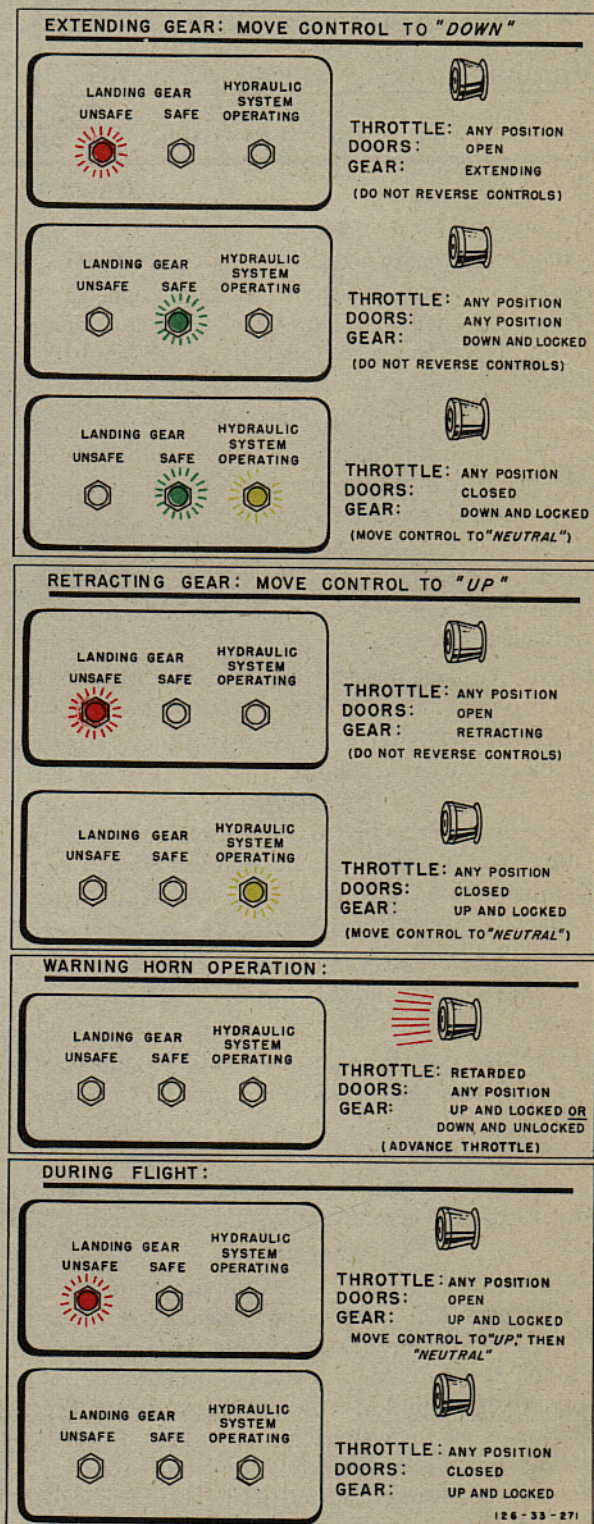 EXTENDING GEAR: MOVE CONTROL TO "DOWN"
LANDING GEAR
UNSAFE SAFE
HYDRAULIC
SYSTEM
OPERATING
THROTTLE: ANY POSITION
DOORS: OPEN
GEAR: EXTENDING
(DO NOT REVERSE CONTROLS)
LANDING GEAR
UNSAFE SAFE
HYDRAULIC
SYSTEM
OPERATING
THROTTLE: ANY POSITION
DOORS: ANY POSITION
GEAR: DOWN AND LOCKED
(DO NOT REVERSE CONTROLS)
LANDING GEAR
UNSAFE SAFE
HYDRAULIC
SYSTEM
OPERATING
THROTTLE: ANY POSITION
DOORS: CLOSED
GEAR: DOWN AND LOCKED
(MOVE CONTROL TO "NEUTRAL")
RETRACTING GEAR: MOVE CONTROL TO "UP"
LANDING GEAR
UNSAFE SAFE
HYDRAULIC
SYSTEM
OPERATING
THROTTLE: ANY POSITION
DOORS: OPEN
GEAR: RETRACTING
(DO NOT REVERSE CONTROLS)
LANDING GEAR
UNSAFE SAFE
HYDRAULIC
SYSTEM
OPERATING
THROTTLE: ANY POSITION
DOORS: CLOSED
GEAR: UP AND LOCKED
(MOVE CONTROL TO "NEUTRAL")
WARNING HORN OPERATION:
LANDING GEAR
UNSAFE SAFE
HYDRAULIC
SYSTEM
OPERATING
THROTTLE: RETARDED
DOORS: ANY POSITION
GEAR: UP AND LOCKED OR
DOWN AND UNLOCKED
(ADVANCE THROTTLE)
DURING FLIGHT:
LANDING GEAR
UNSAFE SAFE
HYDRAULIC
SYSTEM
OPERATING
THROTTLE: ANY POSITION
DOORS: OPEN
GEAR: UP AND LOCKED
MOVE CONTROL TO "UP," THEN
"NEUTRAL"
LANDING GEAR
UNSAFE SAFE
HYDRAULIC
SYSTEM
OPERATING
THROTTLE: ANY POSITION
DOORS: CLOSED
GEAR: UP AND LOCKED
126-33-271